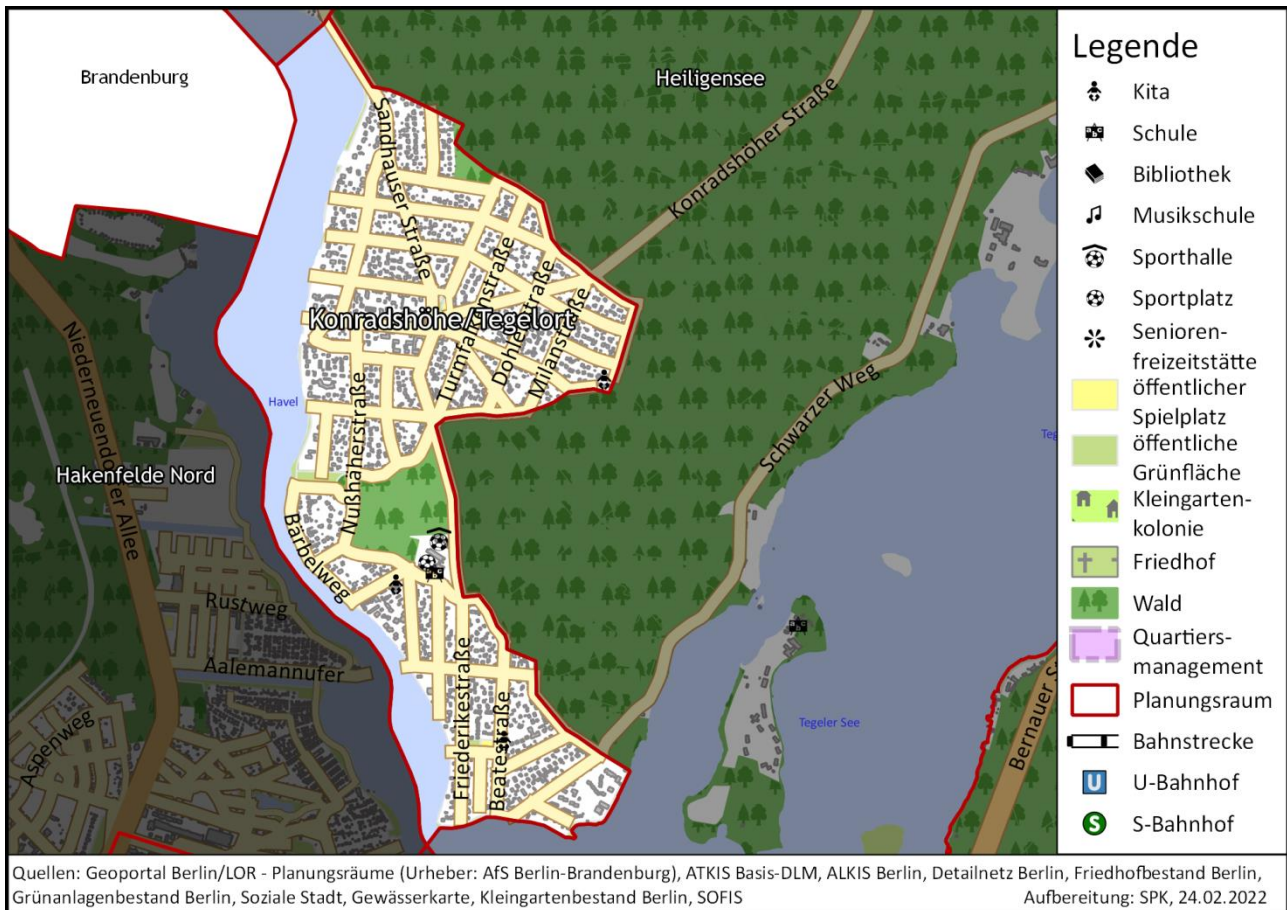 Brandenburg
Heiligensee
Sandhauser Straße
Konradshöher Straße
Turmfalkenstraße
Dohlenstraße
Milanstraße
Konradshöhe/Tegelort
Havel
Nußhäherstraße
Schwarzer Weg
Niederneuendorfer Allee
Hakenfelde Nord
Bärbelweg
Rustweg
Aalemannufer
Aspenweg
Friederikestraße
Beatestraße
Tegeler See
Legende
Kita
Schule
Bibliothek
Musikschule
Sporthalle
Sportplatz
Senioren-
freizeitstätte
öffentlicher
Spielplatz
öffentliche
Grünfläche
Kleingarten-
kolonie
Friedhof
Wald
Quartiers-
management
Planungsraum
Bahnstrecke
U U-Bahnhof
S S-Bahnhof
Quellen: Geoportal Berlin/LOR - Planungsräume (Urheber: AfS Berlin-Brandenburg), ATKIS Basis-DLM, ALKIS Berlin, Detailnetz Berlin, Friedhofbestand Berlin,
Grünanlagenbestand Berlin, Soziale Stadt, Gewässerkarte, Kleingartenbestand Berlin, SOFIS
Aufbereitung: SPK, 24.02.2022
Bernauer S